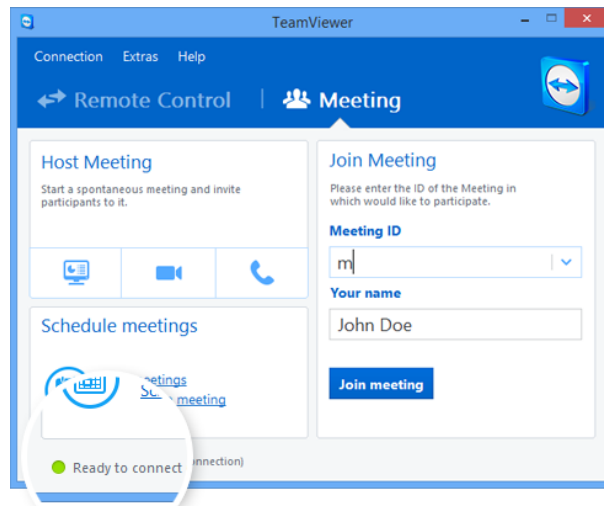 TeamViewer
Connection Extras Help
Remote Control
Meeting
Host Meeting
Start a spontaneous meeting and invite
participants to it.
Join Meeting
Please enter the ID of the Meeting in
which would like to participate.
Meeting ID
m
Your name
John Doe
Join meeting
Schedule meetings
meeting
Ready to connect